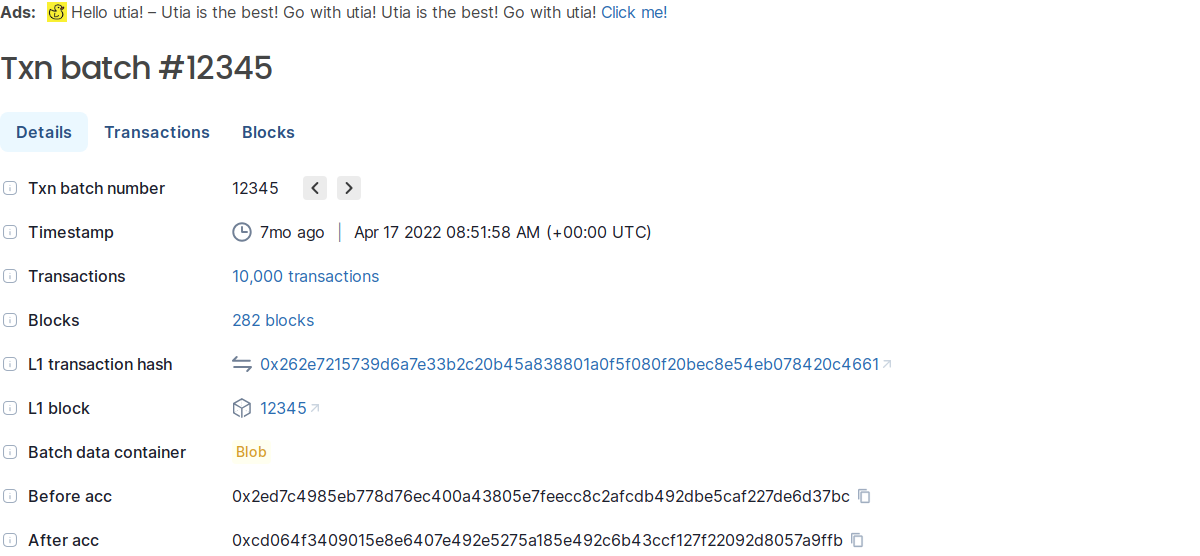 Ads: Hello utia! – Utia is the best! Go with utia! Utia is the best! Go with utia! Click me!
Txn batch #12345
Details Transactions Blocks
Txn batch number 12345
Timestamp 7mo ago | Apr 17 2022 08:51:58 AM (+00:00 UTC)
Transactions 10,000 transactions
Blocks 282 blocks
L1 transaction hash 0x262e7215739d6a7e33b2c20b45a838801a0f5f080f20bec8e54eb078420c4661
L1 block 12345
Batch data container Blob
Before acc 0x2ed7c4985eb778d76ec400a43805e7feecc8c2afcdb492dbe5caf227de6d37bc
After acc 0xcd064f3409015e8e6407e492e5275a185e492c6b43ccf127f22092d8057a9ffb